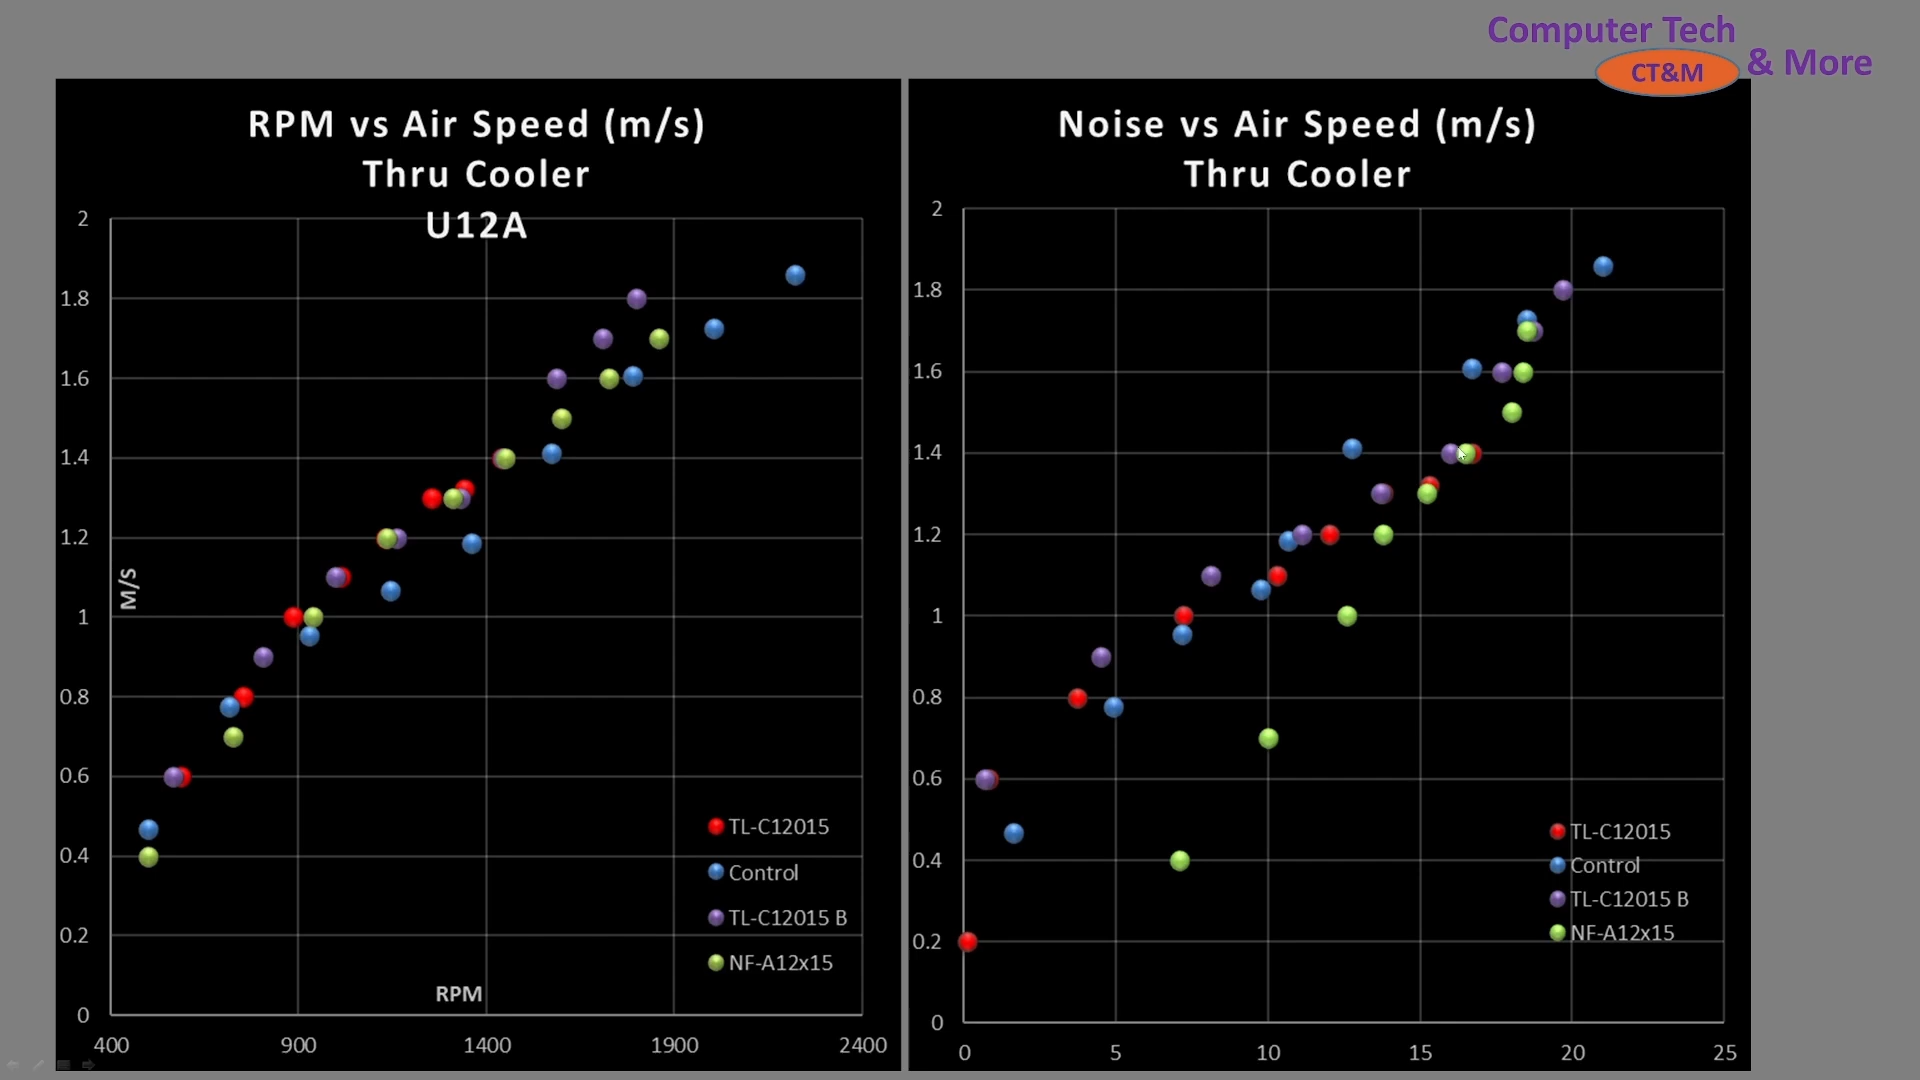 Computer Tech
CT&M & More
RPM vs Air Speed (m/s)
Thru Cooler
U12A
2
1.8
1.6
1.4
1.2
1
0.8
0.6
0.4
0.2
0
M/S
TL-C12015
Control
TL-C12015 B
NF-A12x15
RPM
400 900 1400 1900 2400
Noise vs Air Speed (m/s)
Thru Cooler
2
1.8
1.6
1.4
1.2
1
0.8
0.6
0.4
0.2
0
TL-C12015
Control
TL-C12015 B
NF-A12x15
0 5 10 15 20 25